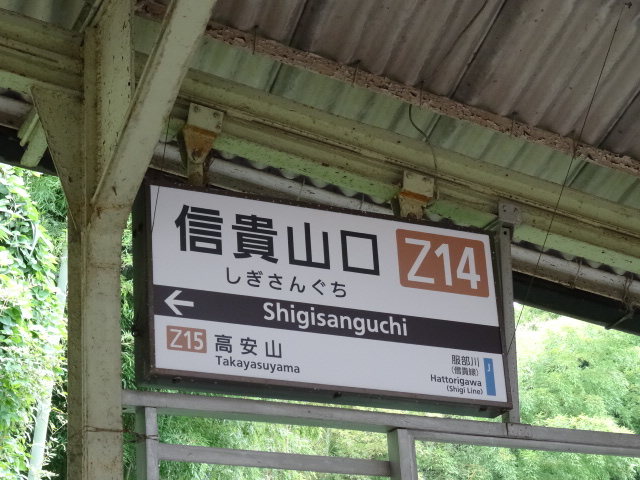 信貴山口 Z14
しぎさんぐち
← Shigisanguchi
Z15 高安山
Takayasuyama
服部川
(信貴線)
Hattorigawa
(Shigi Line)